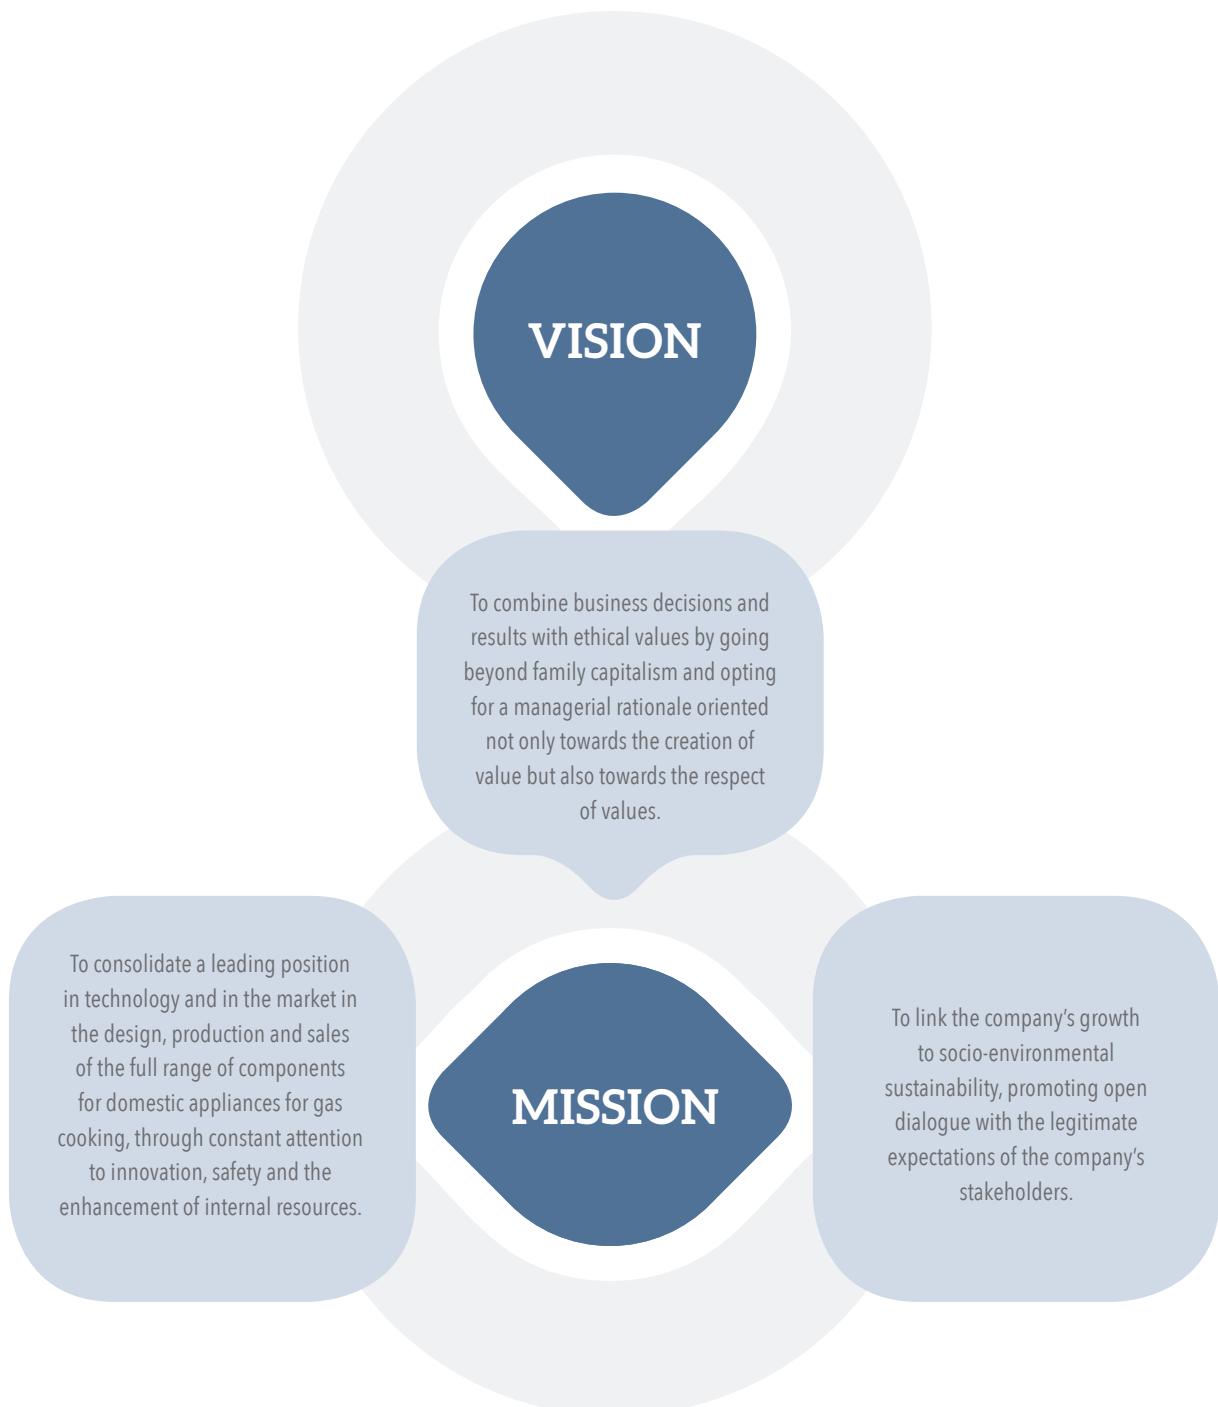 VISION
To combine business decisions and
results with ethical values by going
beyond family capitalism and opting
for a managerial rationale oriented
not only towards the creation of
value but also towards the respect
of values.
MISSION
To consolidate a leading position
in technology and in the market in
the design, production and sales
of the full range of components
for domestic appliances for gas
cooking, through constant attention
to innovation, safety and the
enhancement of internal resources.
To link the company’s growth
to socio-environmental
sustainability, promoting open
dialogue with the legitimate
expectations of the company’s
stakeholders.